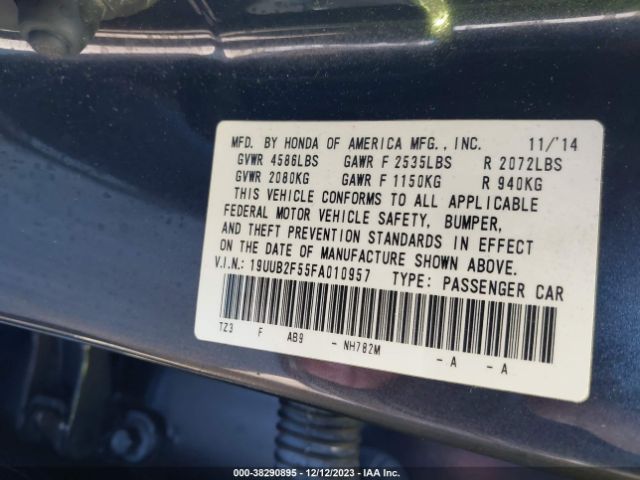 MFD. BY HONDA OF AMERICA MFG., INC. 11/'14
GVWR 4586LBS GAWR F 2535LBS R 2072LBS
GVWR 2080KG GAWR F 1150KG R 940KG
THIS VEHICLE CONFORMS TO ALL APPLICABLE
FEDERAL MOTOR VEHICLE SAFETY, BUMPER,
AND THEFT PREVENTION STANDARDS IN EFFECT
ON THE DATE OF MANUFACTURE SHOWN ABOVE.
V.I.N.: 19UUB2F55FA010957 TYPE: PASSENGER CAR
TZ3 F AB9 - NH782M - A - A
000-38290895 - 12/12/2023 - IAA Inc.